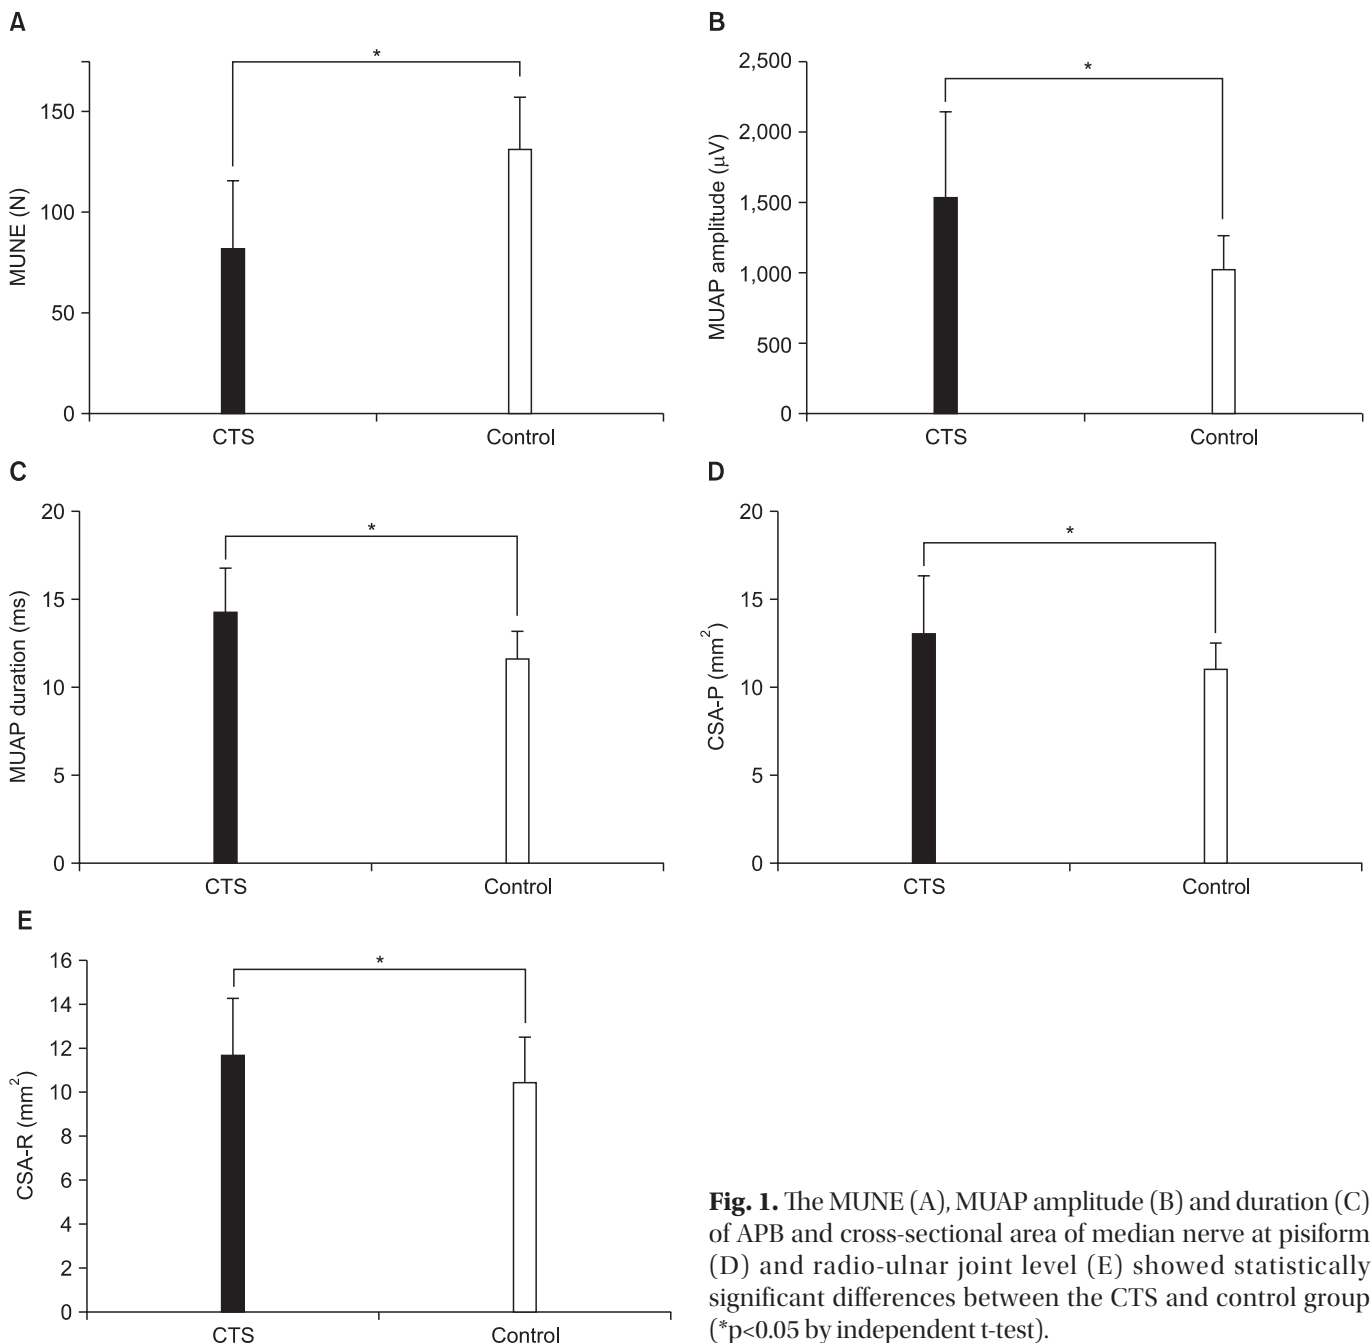 A
*
MUNE (N)
150
100
50
0
CTS
Control
B
*
MUAP amplitude (μV)
2,500
2,000
1,500
1,000
500
0
CTS
Control
C
*
MUAP duration (ms)
20
15
10
5
0
CTS
Control
D
*
CSA-P (mm²)
20
15
10
5
0
CTS
Control
E
*
CSA-R (mm²)
16
14
12
10
8
6
4
2
0
CTS
Control
Fig. 1. The MUNE (A), MUAP amplitude (B) and duration (C)
of APB and cross-sectional area of median nerve at pisiform
(D) and radio-ulnar joint level (E) showed statistically
significant differences between the CTS and control group
(*p<0.05 by independent t-test).